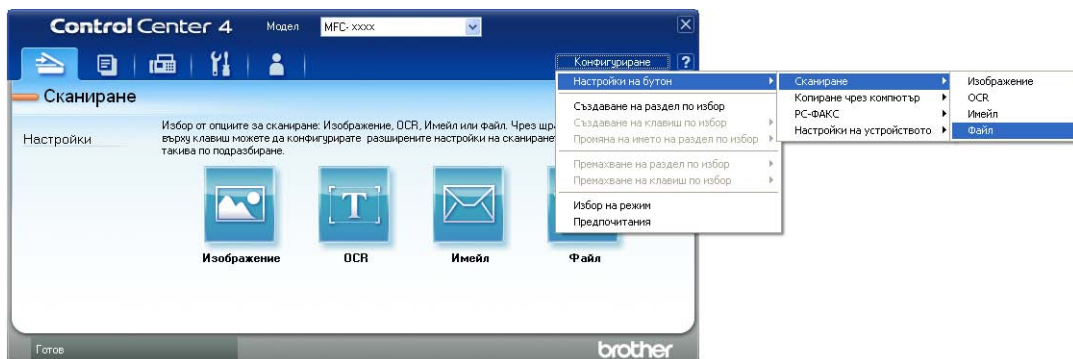 Control Center 4
Модел
MFC- xxxx
Конфигуриране
?
Сканиране
Настройки
Избор от опциите за сканиране: Изображение, OCR, Имейл или файл. Чрез щр
върху клавиш можете да конфигурирате разширените настройки на сканиранет
такива по подразбиране.
Изображение
OCR
Имейл
Файл
Готов
brother
Настройки на бутон
Създаване на раздел по избор
Създаване на клавиш по избор
Промяна на името на раздел по избор
Премахване на раздел по избор
Премахване на клавиш по избор
Избор на режим
Предпочитания
Сканиране
Копиране чрез компютър
PC-ФАКС
Настройки на устройството
Изображение
OCR
Имейл
Файл